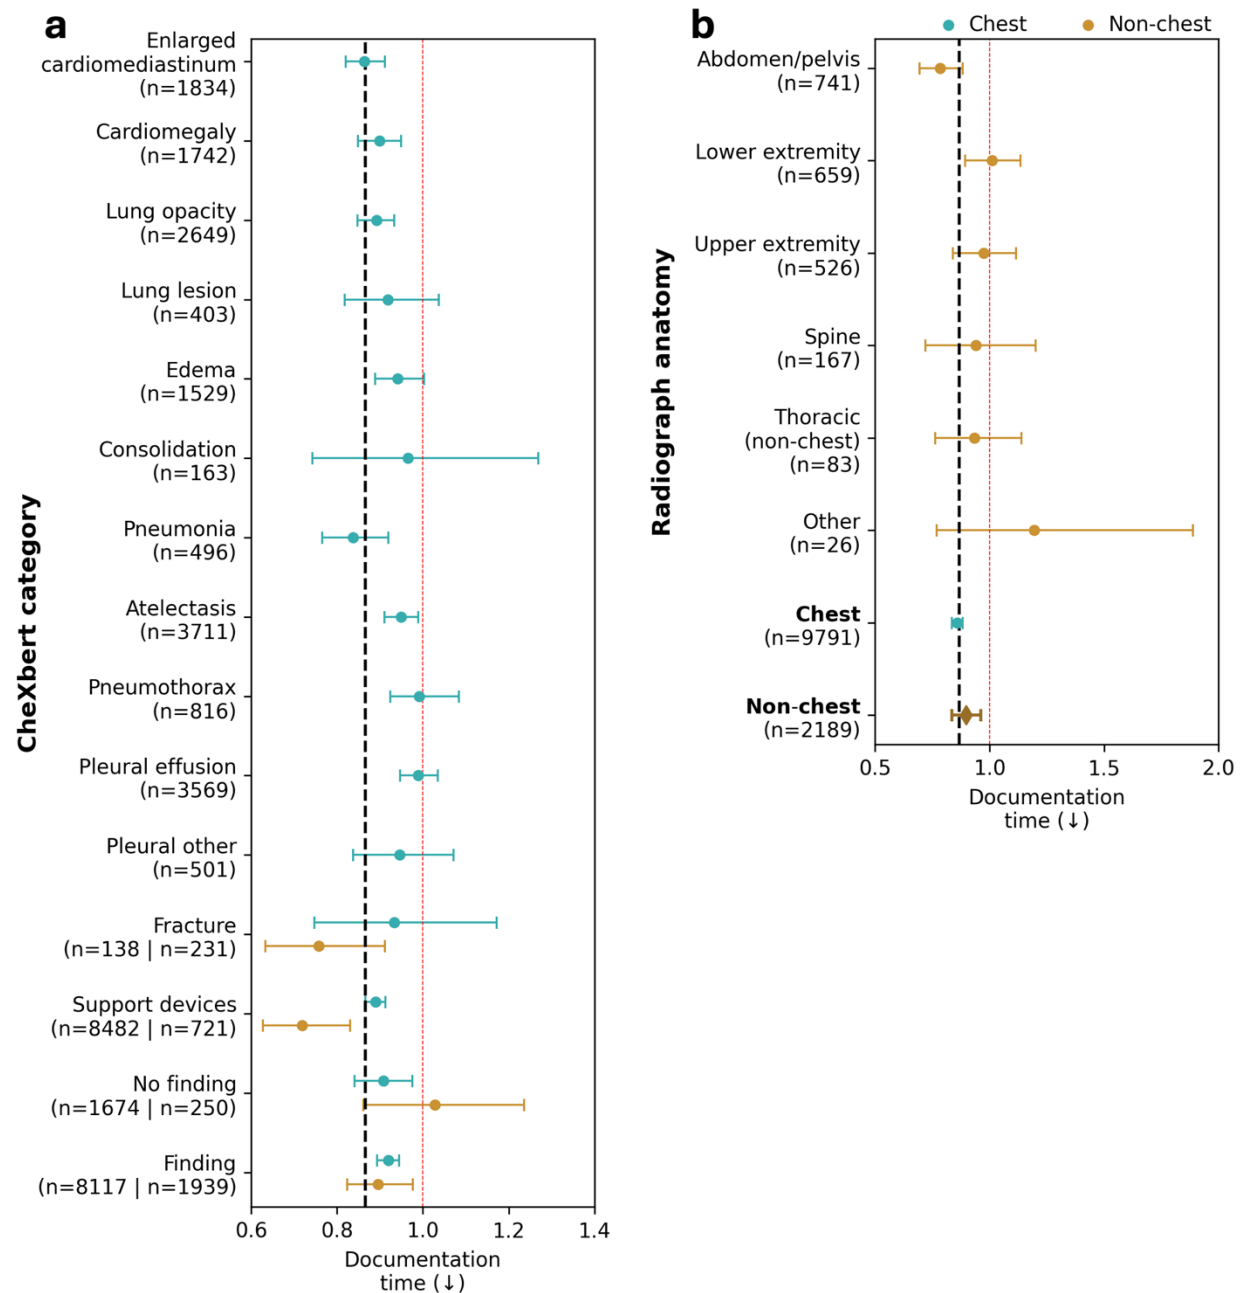 a
Enlarged
cardiomediastinum
(n=1834)
Cardiomegaly
(n=1742)
Lung opacity
(n=2649)
Lung lesion
(n=403)
Edema
(n=1529)
Consolidation
(n=163)
Pneumonia
(n=496)
Atelectasis
(n=3711)
Pneumothorax
(n=816)
Pleural effusion
(n=3569)
Pleural other
(n=501)
Fracture
(n=138 | n=231)
Support devices
(n=8482 | n=721)
No finding
(n=1674 | n=250)
Finding
(n=8117 | n=1939)
CheXbert category
0.6 0.8 1.0 1.2 1.4
Documentation
time (↓)
b
Chest Non-chest
Abdomen/pelvis
(n=741)
Lower extremity
(n=659)
Upper extremity
(n=526)
Spine
(n=167)
Thoracic
(non-chest)
(n=83)
Other
(n=26)
Chest
(n=9791)
Non-chest
(n=2189)
Radiograph anatomy
0.5 1.0 1.5 2.0
Documentation
time (↓)